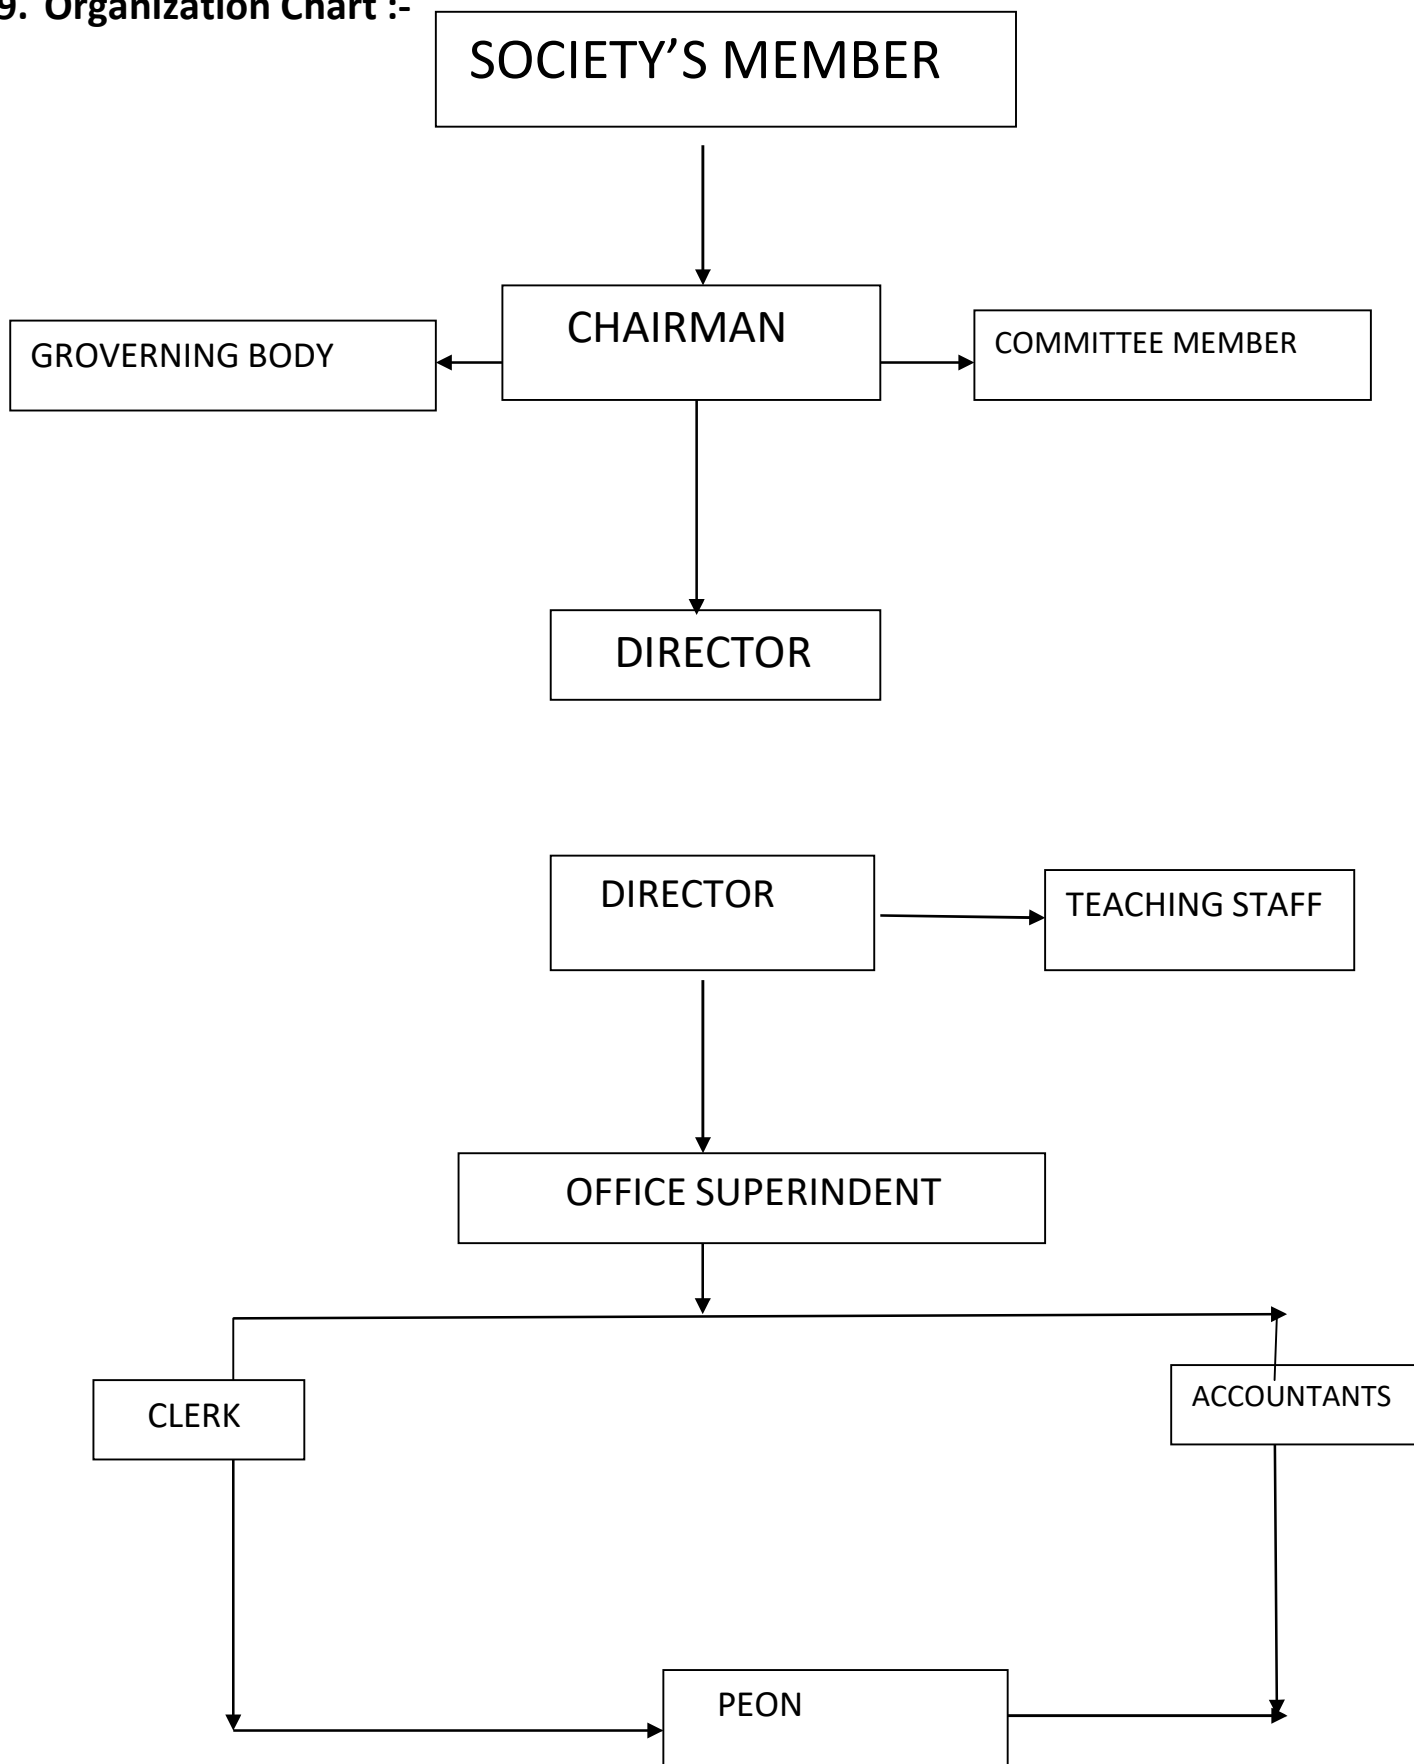 9. Organization Chart :-
SOCIETY’S MEMBER
CHAIRMAN
GROVERNING BODY
COMMITTEE MEMBER
DIRECTOR
DIRECTOR
TEACHING STAFF
OFFICE SUPERINDENT
CLERK
ACCOUNTANTS
PEON